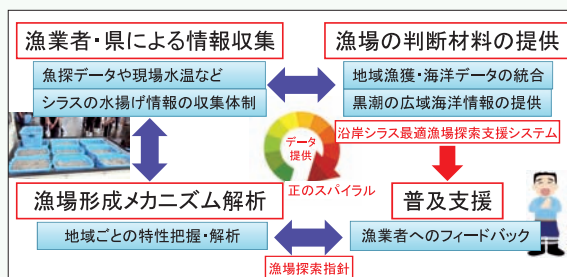 漁業者・県による情報収集
魚探データや現場水温など
シラスの水揚げ情報の収集体制
漁場の判断材料の提供
地域漁獲・海洋データの統合
黒潮の広域海洋情報の提供
沿岸シラス最適漁場探索支援システム
データ
提供
正のスパイラル
漁場形成メカニズム解析
地域ごとの特性把握・解析
普及支援
漁業者へのフィードバック
漁場探索指針